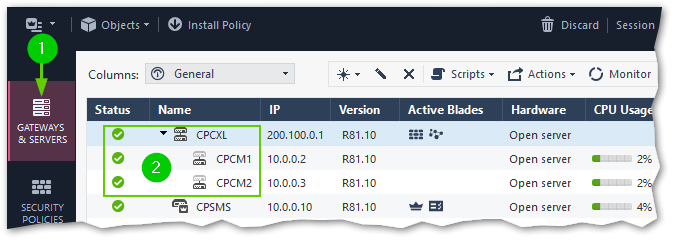 Objects Install Policy Discard Session
1
Columns: General Scripts Actions Monitor
GATEWAYS
& SERVERS
Status Name IP Version Active Blades Hardware CPU Usage
CPCXL 200.100.0.1 R81.10 Open server
CPCM1 10.0.0.2 R81.10 Open server 2%
2
CPCM2 10.0.0.3 R81.10 Open server 2%
CPSMS 10.0.0.10 R81.10 Open server 4%
SECURITY
POLICIES